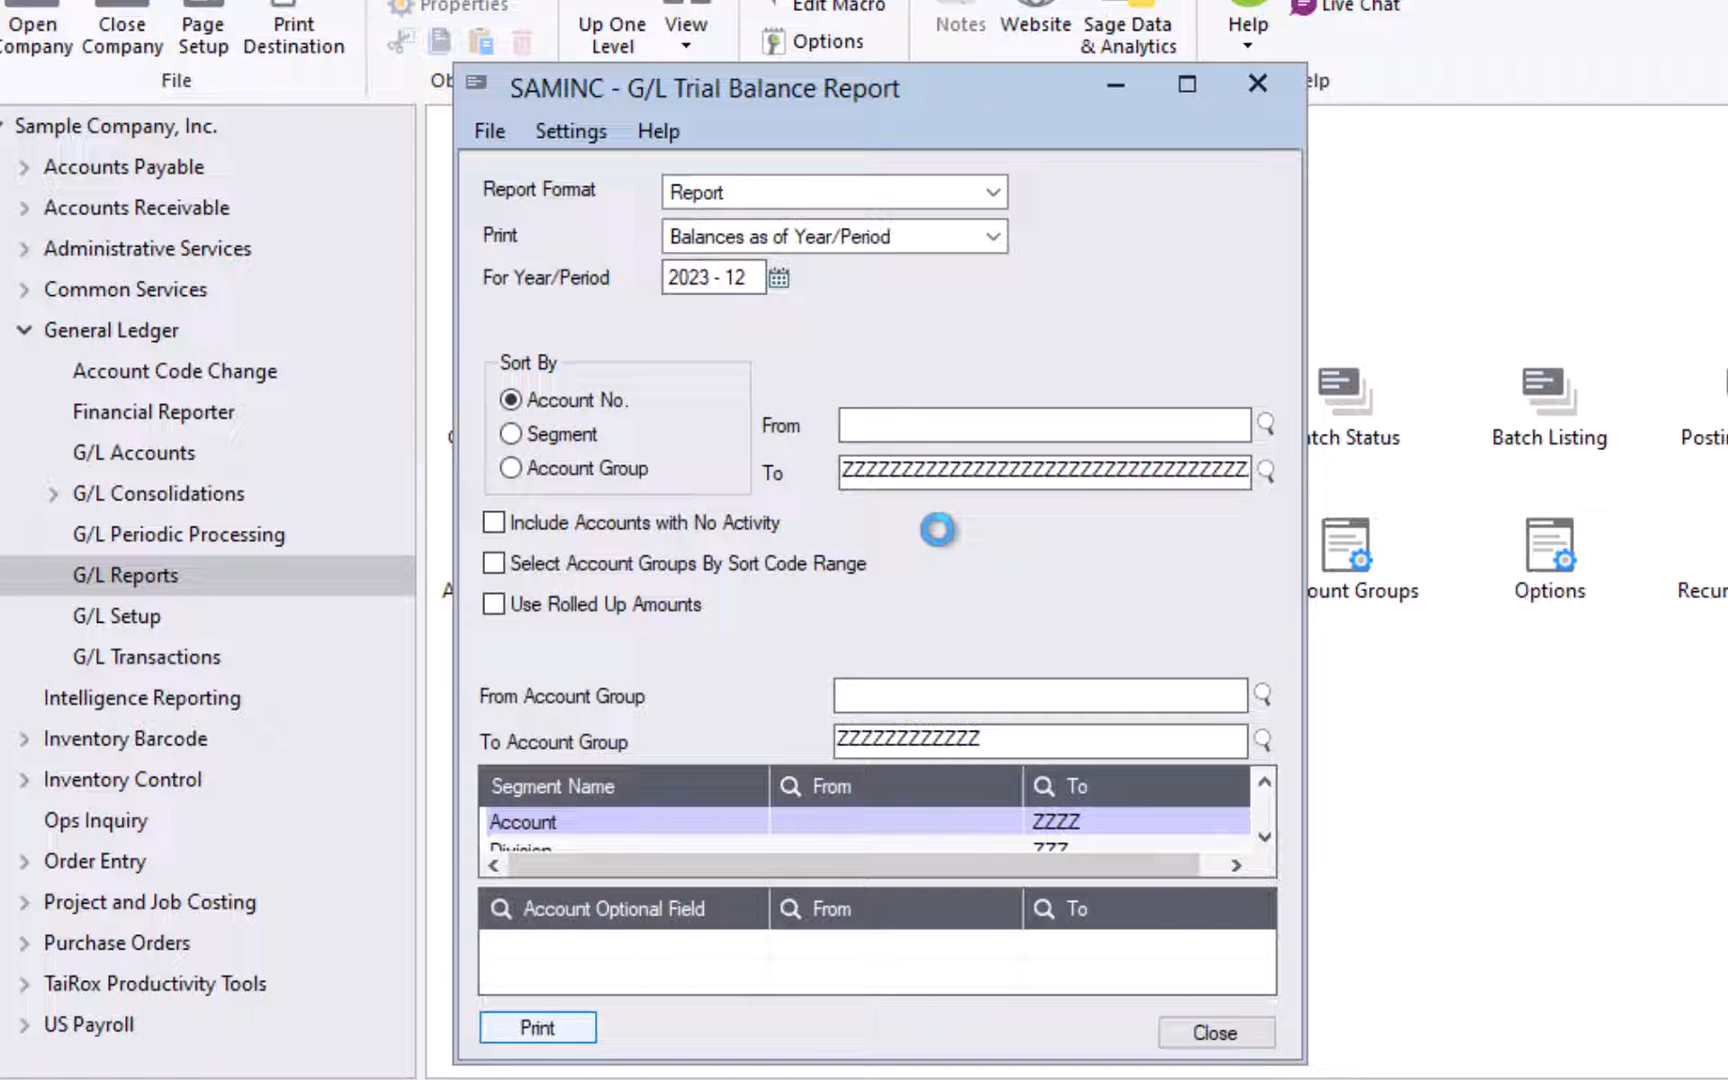 Properties
Edit Macro
Live Chat
Open
Company
Close
Company
Page
Setup
Print
Destination
Up One
Level
View
Options
Notes
Website
Sage Data
& Analytics
Help
File
SAMINC - G/L Trial Balance Report
File
Settings
Help
Sample Company, Inc.
Accounts Payable
Accounts Receivable
Administrative Services
Common Services
General Ledger
Account Code Change
Financial Reporter
G/L Accounts
G/L Consolidations
G/L Periodic Processing
G/L Reports
G/L Setup
G/L Transactions
Intelligence Reporting
Inventory Barcode
Inventory Control
Ops Inquiry
Order Entry
Project and Job Costing
Purchase Orders
TaiRox Productivity Tools
US Payroll
Report Format
Report
Print
Balances as of Year/Period
For Year/Period
2023 - 12
Sort By
Account No.
Segment
Account Group
From
To
ZZZZZZZZZZZZZZZZZZZZZZZZZZZZZZZZZZ
Include Accounts with No Activity
Select Account Groups By Sort Code Range
Use Rolled Up Amounts
From Account Group
To Account Group
ZZZZZZZZZZZZ
Segment Name
From
To
Account
ZZZZ
Division
ZZZ
Account Optional Field
From
To
Print
Close
tch Status
Batch Listing
ount Groups
Options